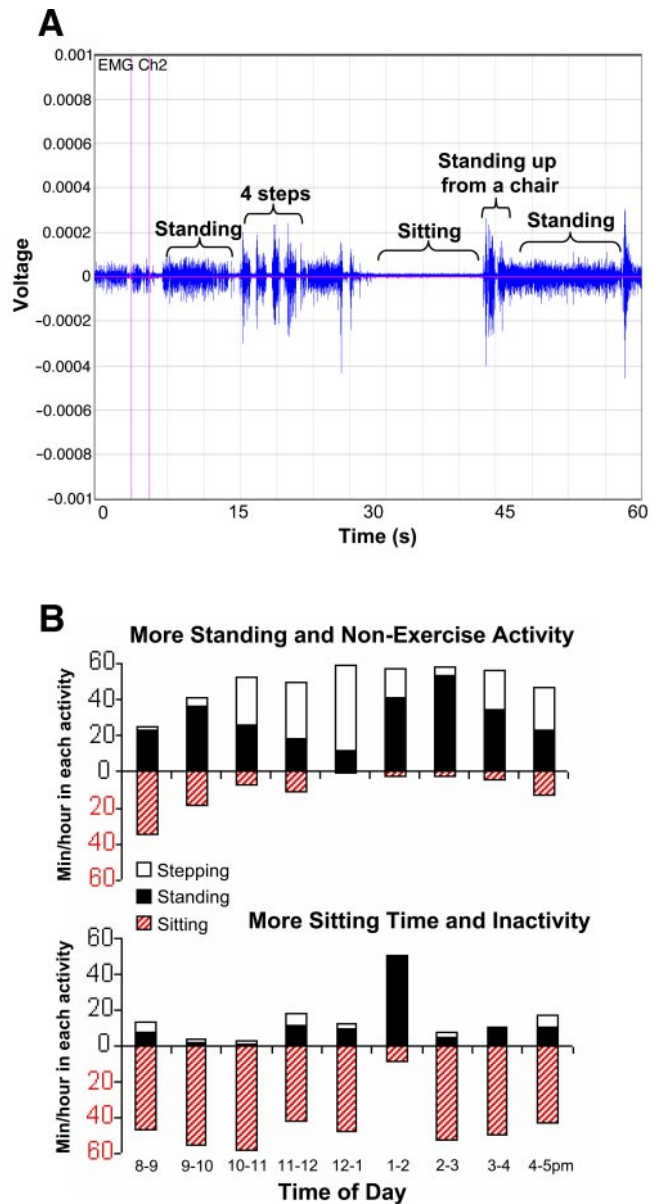 A
EMG Ch2
0.001
0.0008
0.0006
0.0004
0.0002
0
-0.0002
-0.0004
-0.0006
-0.0008
-0.001
Voltage
Standing
4 steps
Sitting
Standing up
from a chair
Standing
0 15 30 45 60
Time (s)
B
More Standing and Non-Exercise Activity
Min/hour in each activity
60
40
20
0
20
40
60
Stepping
Standing
Sitting
More Sitting Time and Inactivity
Min/hour in each activity
60
40
20
0
20
40
60
8-9 9-10 10-11 11-12 12-1 1-2 2-3 3-4 4-5pm
Time of Day